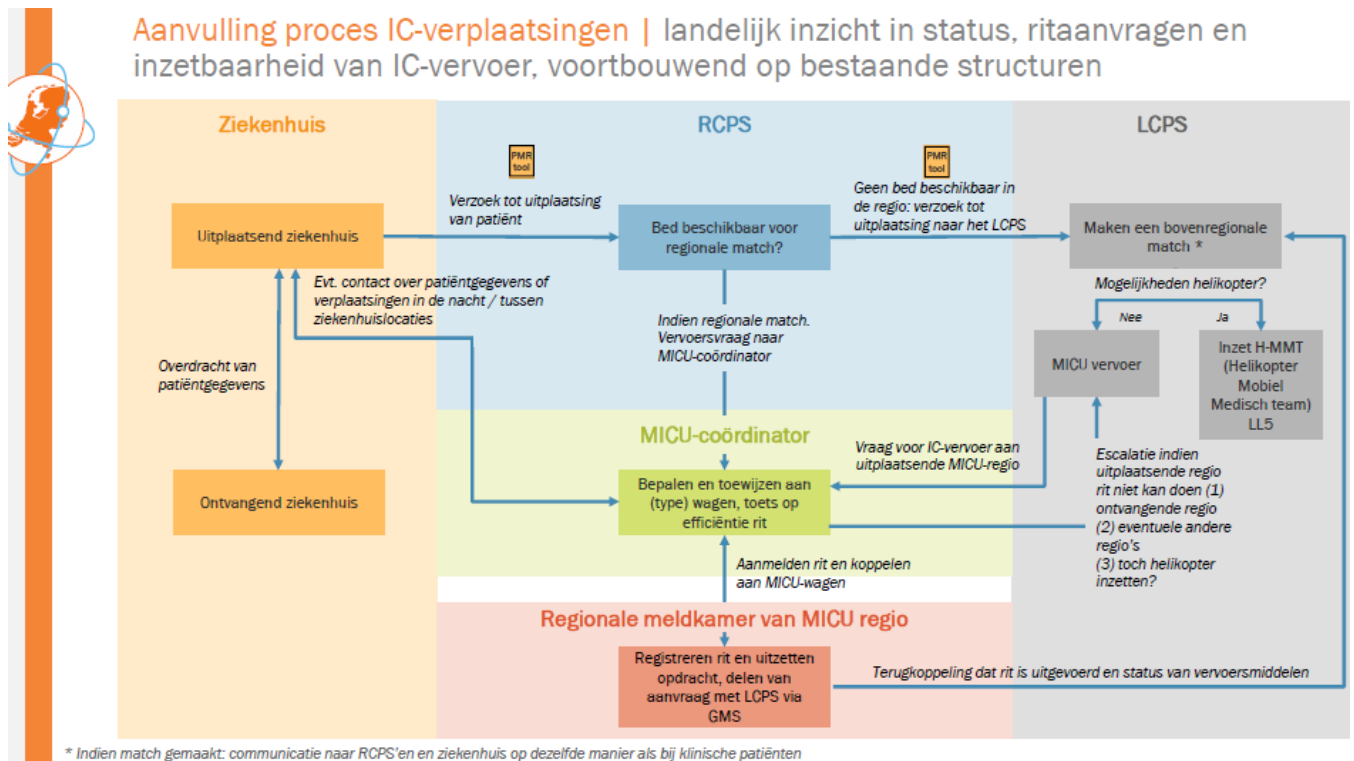 Aanvulling proces IC-verplaatsingen | landelijk inzicht in status, ritaanvragen en
inzetbaarheid van IC-vervoer, voortbouwend op bestaande structuren
Ziekenhuis
RCPS
LCPS
PMR
tool
PMR
tool
Verzoek tot uitplaatsing
van patiënt
Geen bed beschikbaar in
de regio: verzoek tot
uitplaatsing naar het LCPS
Uitplaatsend ziekenhuis
Bed beschikbaar voor
regionale match?
Maken een bovenregionale
match *
Evt. contact over patiëntgegevens of
verplaatsingen in de nacht / tussen
ziekenhuislocaties
Mogelijkheden helikopter?
Nee
Ja
Indien regionale match.
Vervoersvraag naar
MICU-coördinator
MICU vervoer
Inzet H-MMT
(Helikopter
Mobiel
Medisch team)
LL5
Overdracht van
patiëntgegevens
MICU-coördinator
Vraag voor IC-vervoer aan
uitplaatsende MICU-regio
Escalatie indien
uitplaatsende regio
rit niet kan doen (1)
ontvangende regio
(2) eventuele andere
regio's
(3) toch helikopter
inzetten?
Ontvangend ziekenhuis
Bepalen en toewijzen aan
(type) wagen, toets op
efficiëntie rit
Aanmelden rit en koppelen
aan MICU-wagen
Regionale meldkamer van MICU regio
Registreren rit en uitzetten
opdracht, delen van
aanvraag met LCPS via
GMS
Terugkoppeling dat rit is uitgevoerd en status van vervoersmiddelen
* Indien match gemaakt: communicatie naar RCPS'en en ziekenhuis op dezelfde manier als bij klinische patiënten